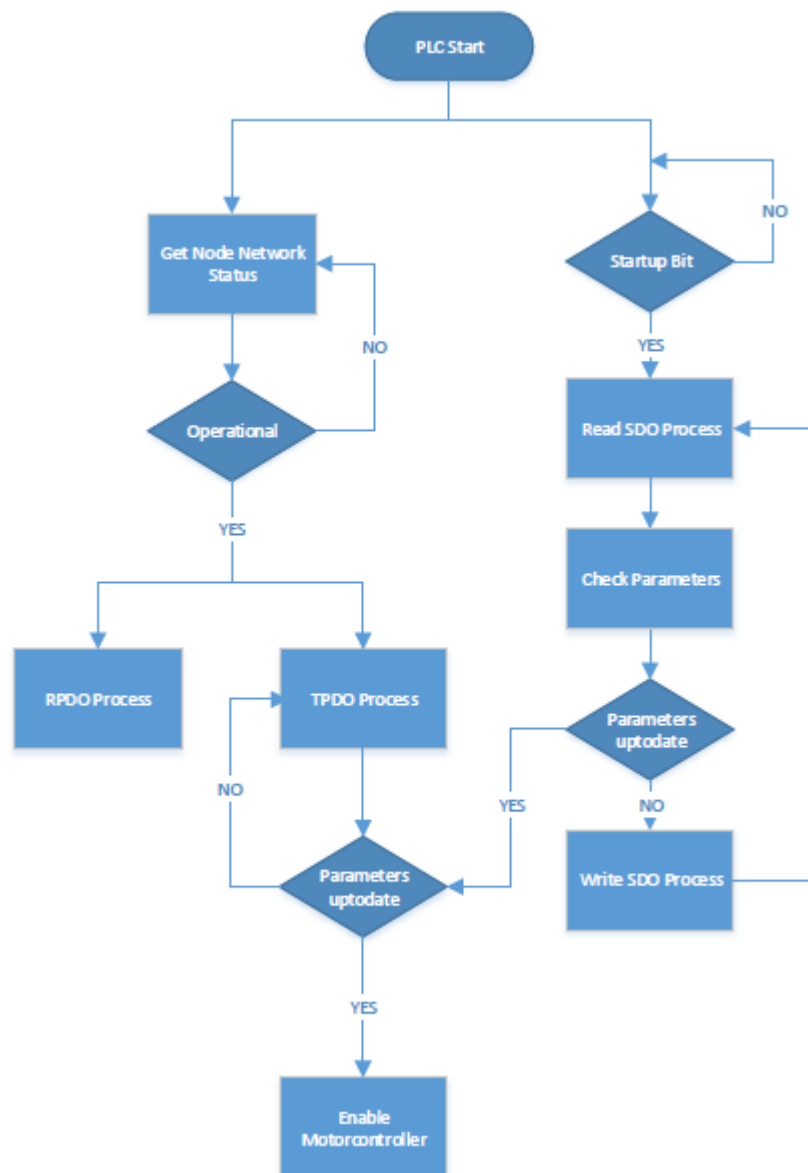 PLC Start
NO
Get Node Network
Status
Startup Bit
NO
YES
Operational
Read SDO Process
YES
Check Parameters
RPDO Process
TPDO Process
Parameters
uptodate
NO
YES
NO
Parameters
uptodate
Write SDO Process
YES
Enable
Motorcontroller